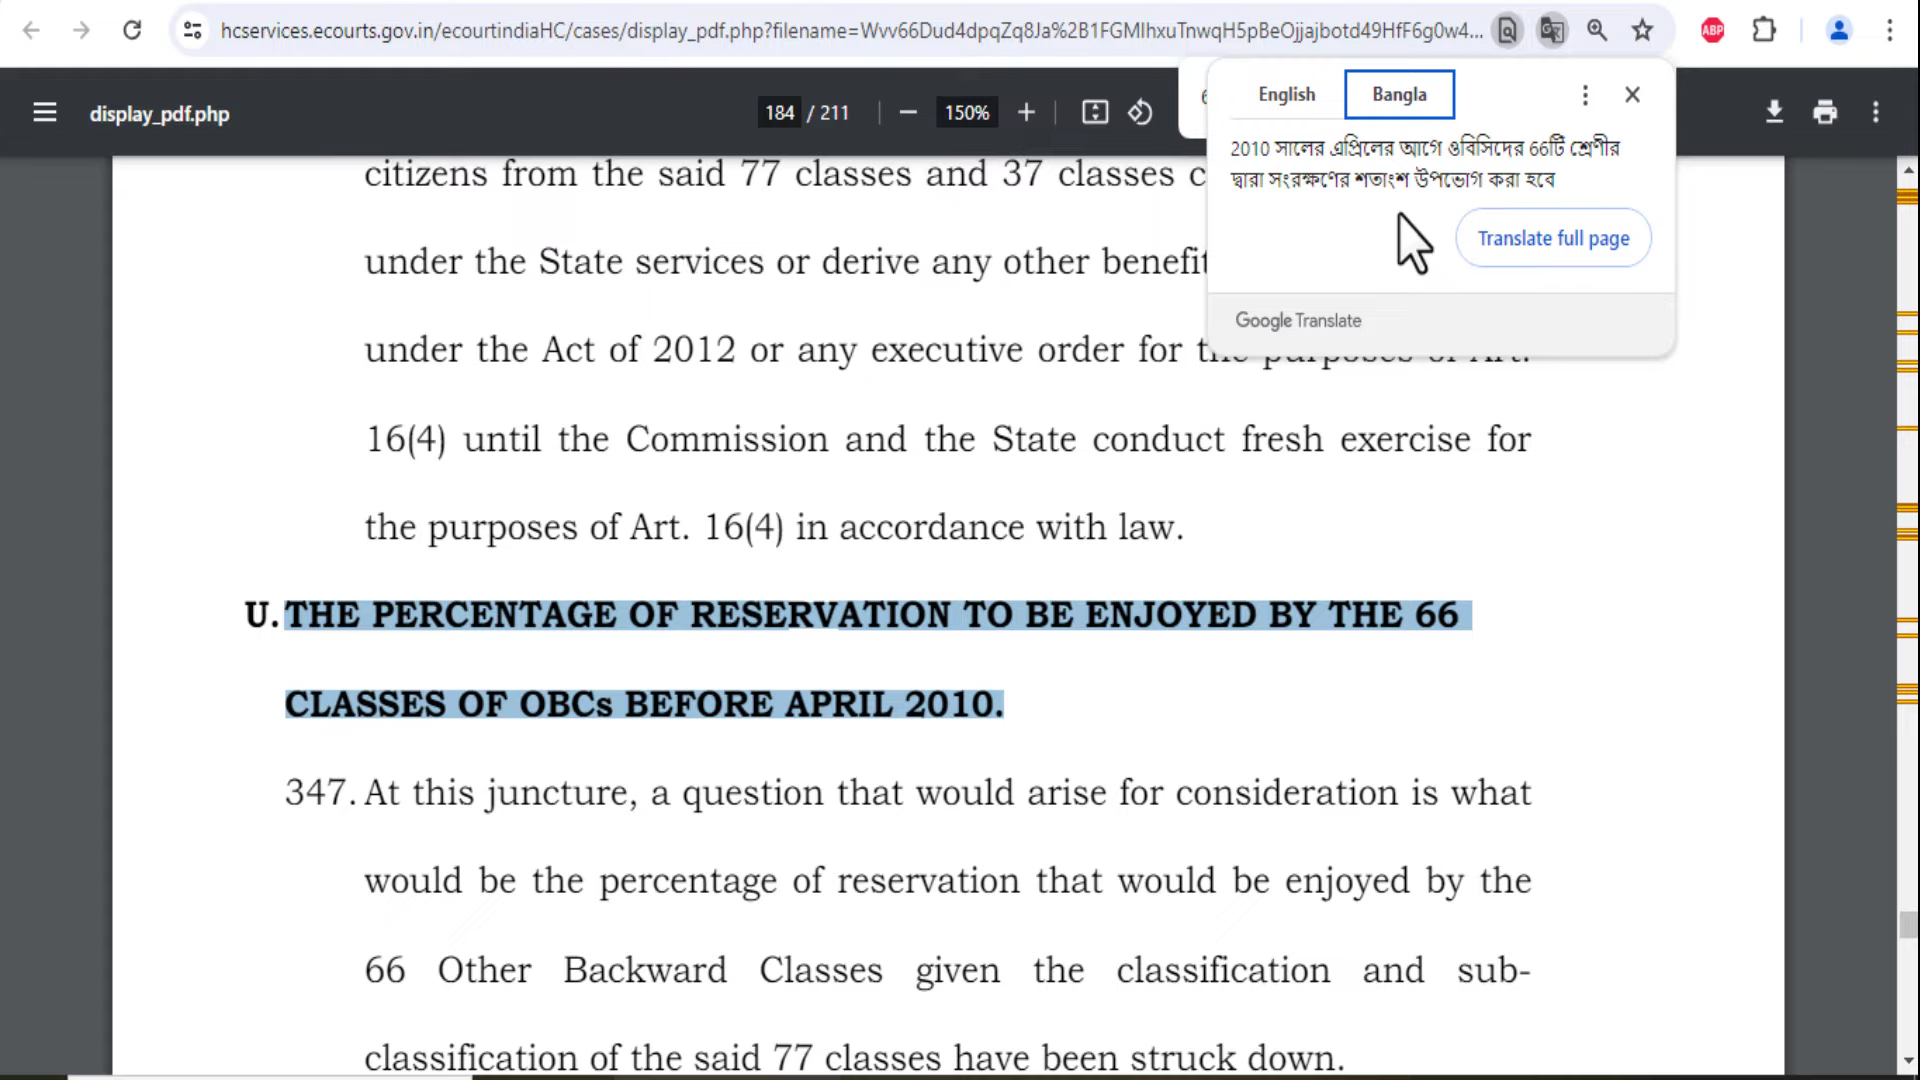 hcservices.ecourts.gov.in/ecourtindiaHC/cases/display_pdf.php?filename=Wvv66Dud4dpqZq8Ja%2B1FGMIhxuTnwqH5pBeOjjajbotd49HfF6g0w4...
ABP
display_pdf.php
184 / 211
150%
English
Bangla
2010 সালের এপ্রিলের আগে ওবিসিদের 66টি শ্রেণীর
দ্বারা সংরক্ষণের শতাংশ উপভোগ করা হবে
Translate full page
Google Translate
citizens from the said 77 classes and 37 classes
under the State services or derive any other benefit
under the Act of 2012 or any executive order for the purposes of Art.
16(4) until the Commission and the State conduct fresh exercise for
the purposes of Art. 16(4) in accordance with law.
U. THE PERCENTAGE OF RESERVATION TO BE ENJOYED BY THE 66
CLASSES OF OBCs BEFORE APRIL 2010.
347. At this juncture, a question that would arise for consideration is what
would be the percentage of reservation that would be enjoyed by the
66 Other Backward Classes given the classification and sub-
classification of the said 77 classes have been struck down.